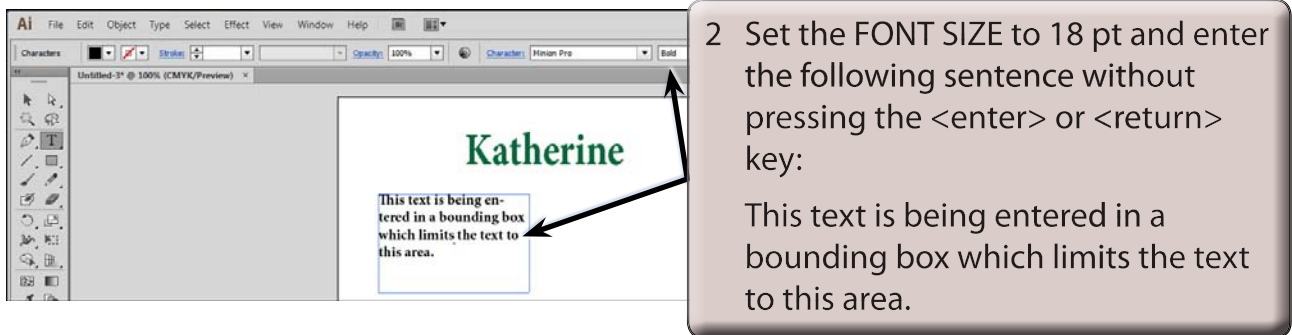 Ai File Edit Object Type Select Effect View Window Help Br
Characters Stroke: Opacity: 100% Character: Minion Pro Bold
Untitled-3* @ 100% (CMYK/Preview) ×
Katherine
This text is being en-
tered in a bounding box
which limits the text to
this area.
2 Set the FONT SIZE to 18 pt and enter
the following sentence without
pressing the <enter> or <return>
key:
This text is being entered in a
bounding box which limits the text
to this area.